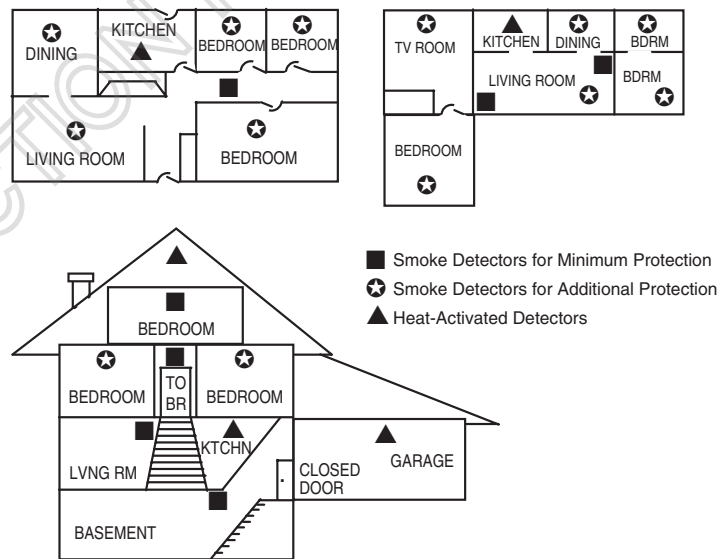 KITCHEN
DINING
BEDROOM
BEDROOM
LIVING ROOM
BEDROOM
TV ROOM
KITCHEN
DINING
BDRM
LIVING ROOM
BDRM
BEDROOM
Smoke Detectors for Minimum Protection
Smoke Detectors for Additional Protection
Heat-Activated Detectors
BEDROOM
BEDROOM
TO
BR
BEDROOM
LVNG RM
KTCHN
CLOSED
DOOR
GARAGE
BASEMENT